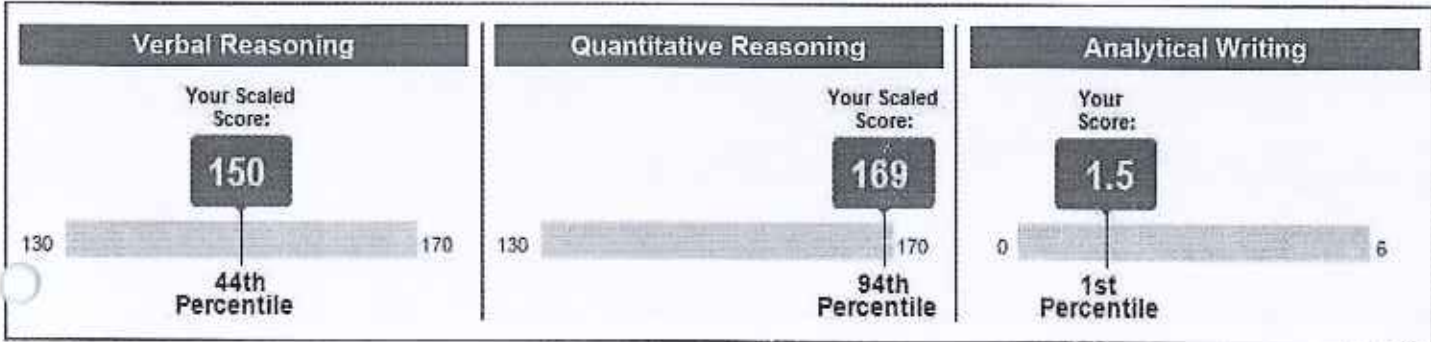 Verbal Reasoning
Your Scaled
Score:
150
130
170
44th
Percentile
Quantitative Reasoning
Your Scaled
Score:
169
130
170
94th
Percentile
Analytical Writing
Your
Score:
1.5
0
6
1st
Percentile